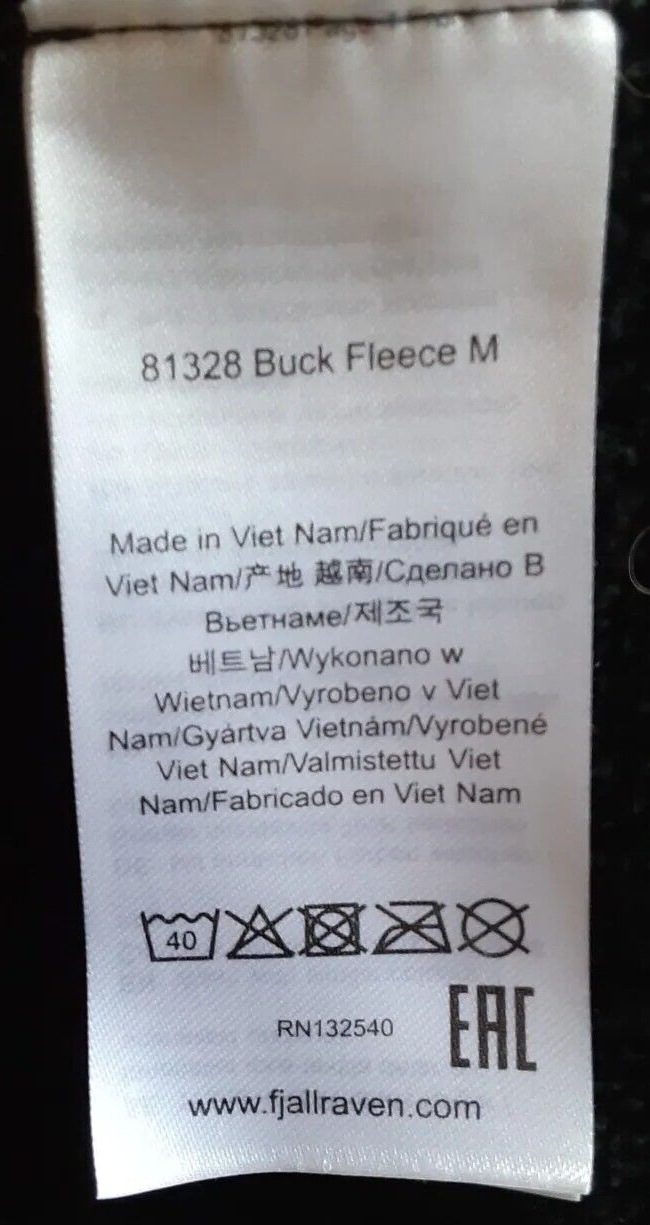 81328 Buck Fleece M
Made in Viet Nam/Fabriqué en
Viet Nam/产地 越南/Сделано В
Вьетнаме/제조국
베트남/Wykonano w
Wietnam/Vyrobeno v Viet
Nam/Gyártva Vietnám/Vyrobené
Viet Nam/Valmistettu Viet
Nam/Fabricado en Viet Nam
40
RN132540
EAC
www.fjallraven.com